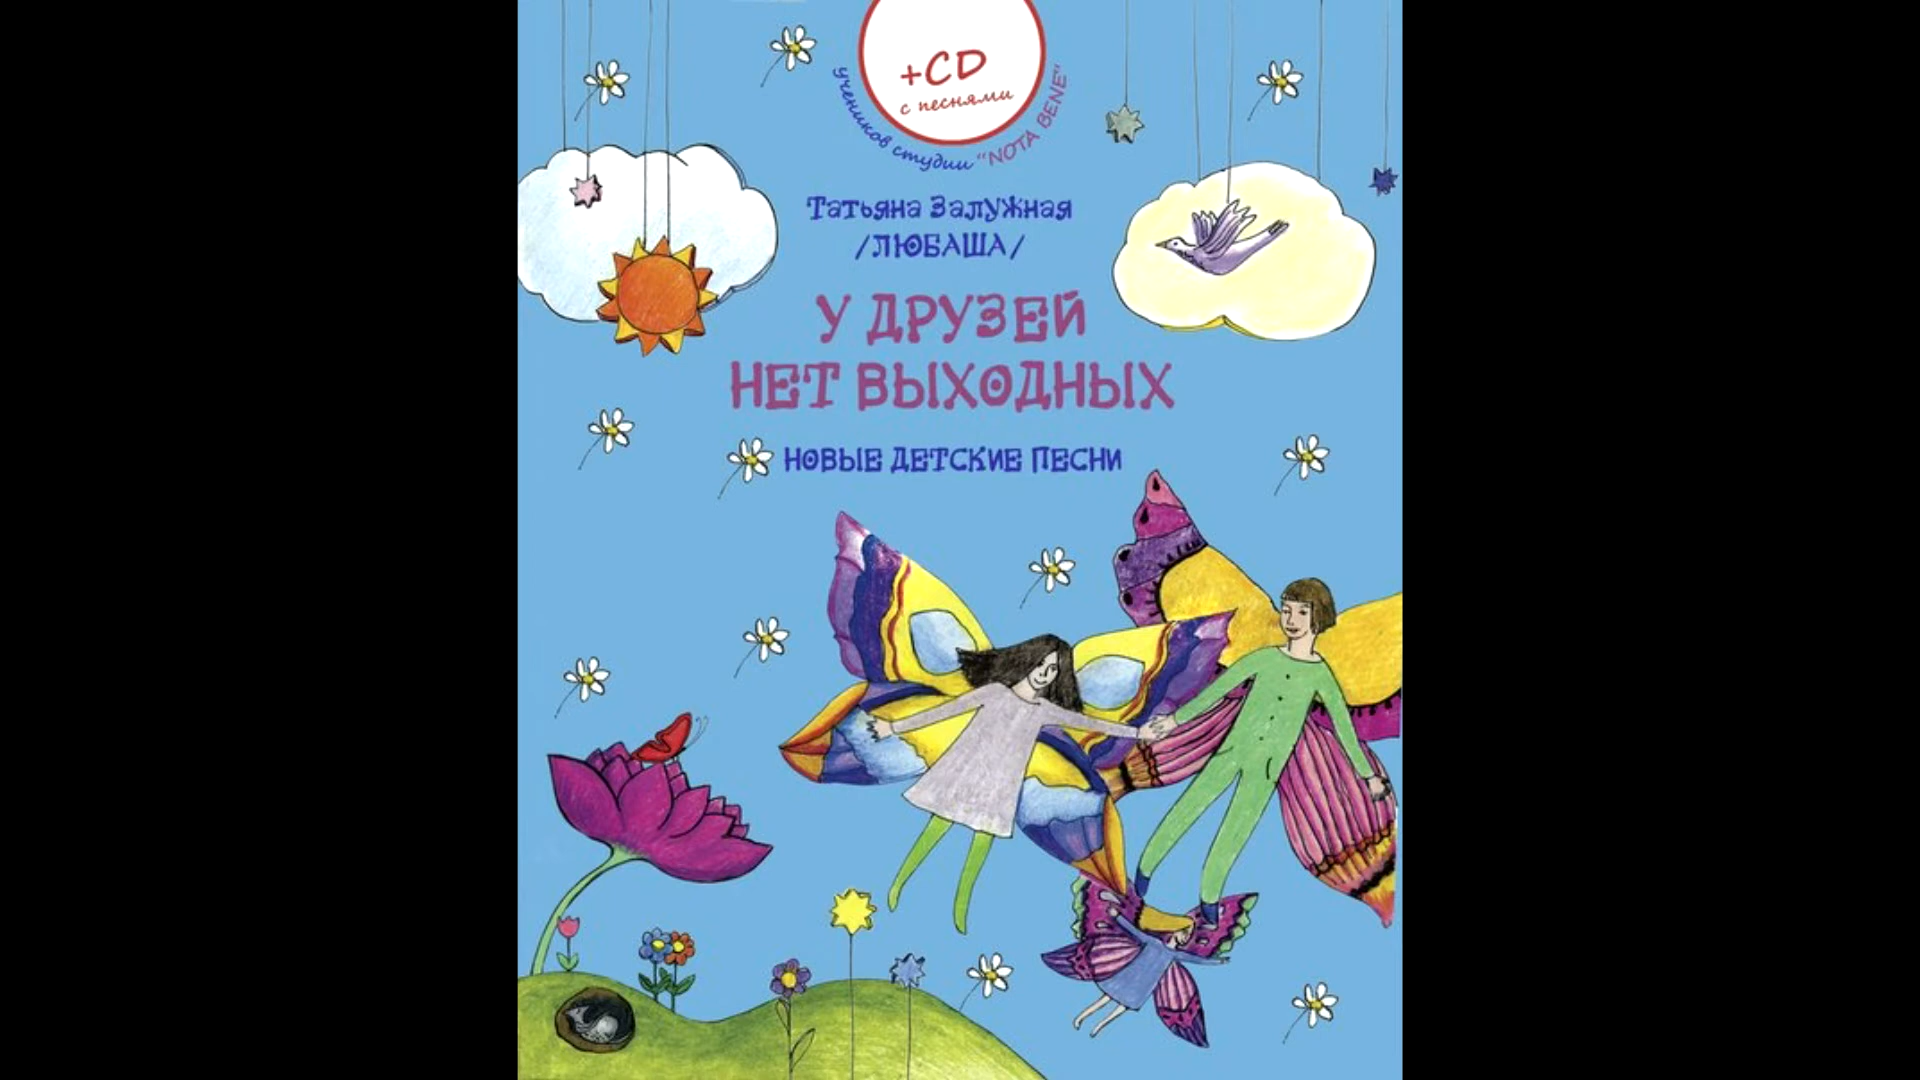 +CD
с песнями
учеников студии "NOTA BENE"
Татьяна Залужная
/ЛЮБАША/
У ДРУЗЕЙ
НЕТ ВЫХОДНЫХ
НОВЫЕ ДЕТСКИЕ ПЕСНИ